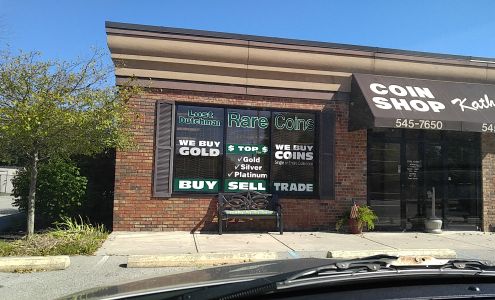 Lost
Dutchman
Rare Coins
WE BUY
GOLD
$ TOP $
✓ Gold
✓ Silver
✓ Platinum
WE BUY
COINS
BUY SELL TRADE
COIN
SHOP
545-7650